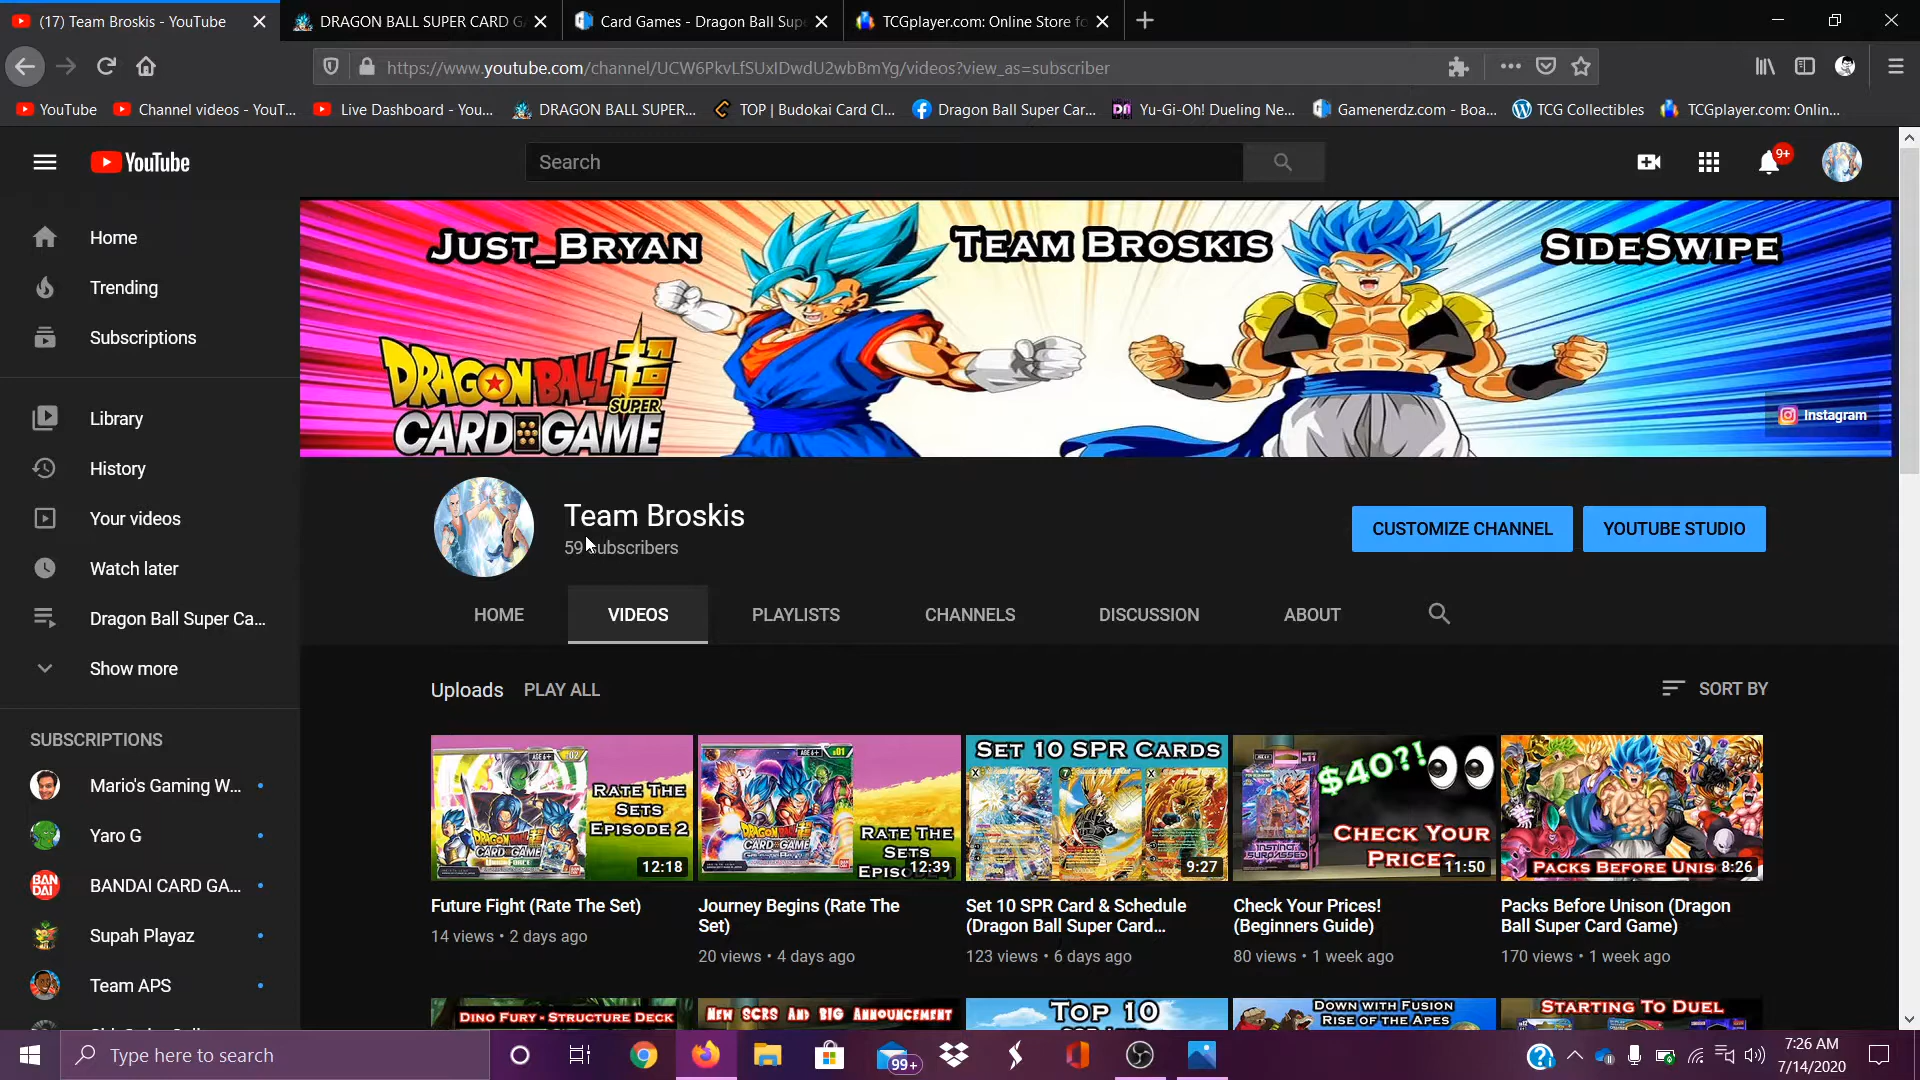 (17) Team Broskis - YouTube
DRAGON BALL SUPER CARD G
Card Games - Dragon Ball Supe
TCGplayer.com: Online Store fo
https://www.youtube.com/channel/UCW6PkvLfSUxIDwdU2wbBmYg/videos?view_as=subscriber
YouTube
Channel videos - YouT...
Live Dashboard - You...
DRAGON BALL SUPER...
TOP | Budokai Card Cl...
Dragon Ball Super Car...
Yu-Gi-Oh! Dueling Ne...
Gamenerdz.com - Boa...
TCG Collectibles
TCGplayer.com: Onlin...
YouTube
Search
9+
Home
Trending
Subscriptions
Library
History
Your videos
Watch later
Dragon Ball Super Ca...
Show more
SUBSCRIPTIONS
Mario's Gaming W...
Yaro G
BANDAI
BANDAI CARD GA...
Supah Playaz
Team APS
JUST_BRYAN
TEAM BROSKIS
SIDESWIPE
DRAGON BALL 超
SUPER
CARD GAME
Instagram
Team Broskis
59 subscribers
CUSTOMIZE CHANNEL
YOUTUBE STUDIO
HOME
VIDEOS
PLAYLISTS
CHANNELS
DISCUSSION
ABOUT
Uploads
PLAY ALL
SORT BY
RATE THE
SETS
EPISODE 2
12:18
Future Fight (Rate The Set)
14 views • 2 days ago
RATE THE
SETS
12:39
Journey Begins (Rate The
Set)
20 views • 4 days ago
SET 10 SPR CARDS
9:27
Set 10 SPR Card & Schedule
(Dragon Ball Super Card...
123 views • 6 days ago
$40?!
CHECK YOUR
PRICES
11:50
Check Your Prices!
(Beginners Guide)
80 views • 1 week ago
PACKS BEFORE UNIS
8:26
Packs Before Unison (Dragon
Ball Super Card Game)
170 views • 1 week ago
DINO FURY - STRUCTURE DECK
NEW SCRS AND BIG ANNOUNCEMENT
TOP 10
DOWN WITH FUSION
RISE OF THE APES
STARTING TO DUEL
Type here to search
99+
7:26 AM
7/14/2020